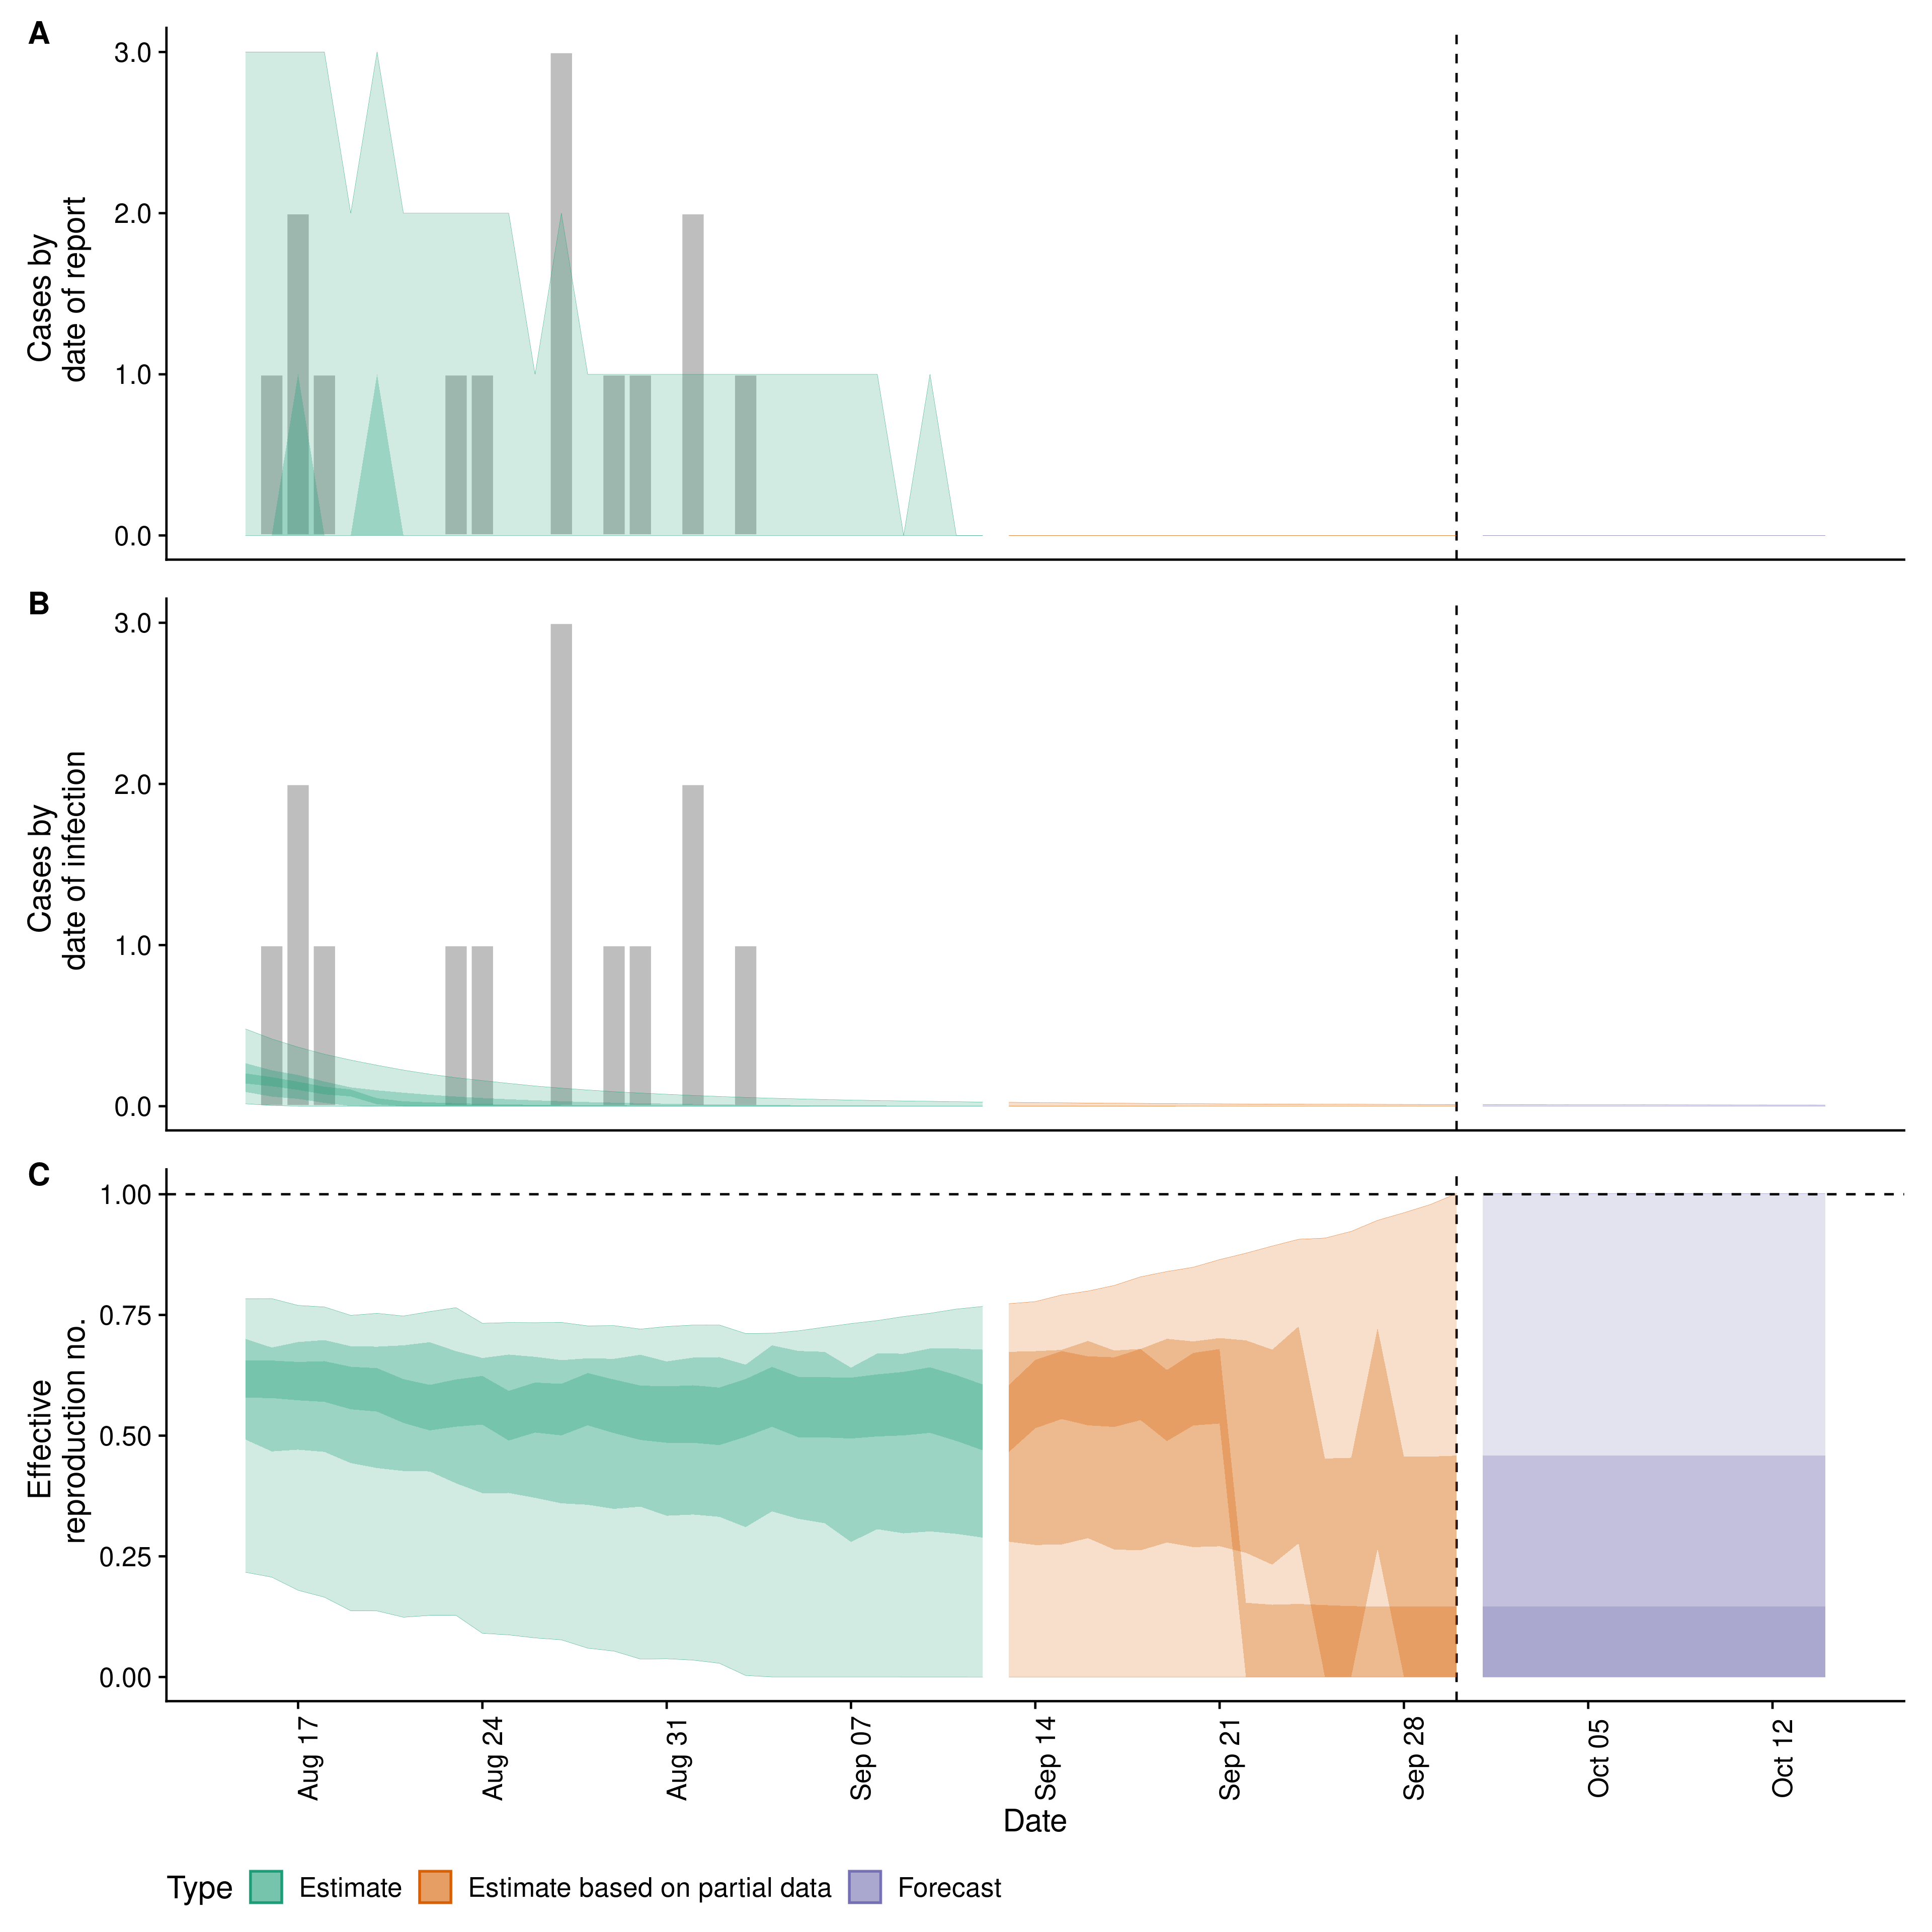 A
Cases by
date of report
3.0
2.0
1.0
0.0
B
Cases by
date of infection
3.0
2.0
1.0
0.0
C
Effective
reproduction no.
1.00
0.75
0.50
0.25
0.00
Aug 17
Aug 24
Aug 31
Sep 07
Sep 14
Sep 21
Sep 28
Oct 05
Oct 12
Date
Type Estimate Estimate based on partial data Forecast